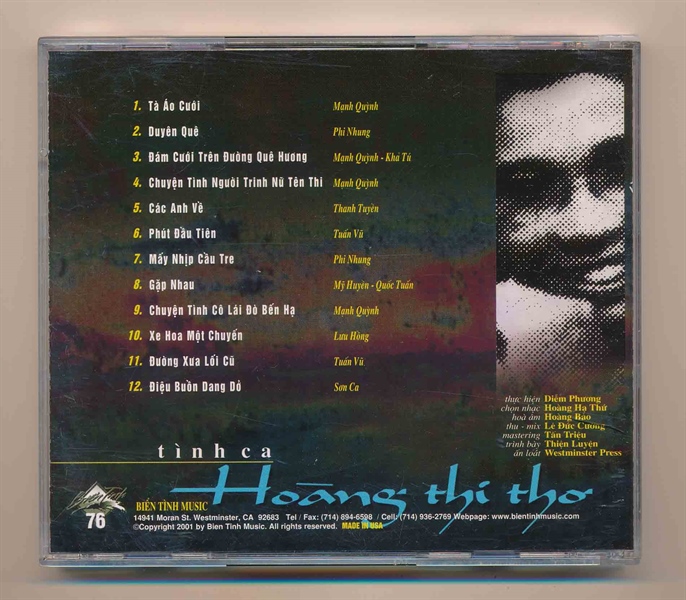 1. Tà Áo Cưới Mạnh Quỳnh
2. Duyên Quê Phi Nhung
3. Đám Cưới Trên Đường Quê Hương Mạnh Quỳnh - Khả Tú
4. Chuyện Tình Người Trinh Nữ Tên Thi Mạnh Quỳnh
5. Các Anh Về Thanh Tuyền
6. Phút Đầu Tiên Tuấn Vũ
7. Mấy Nhịp Cầu Tre Phi Nhung
8. Gặp Nhau Mỹ Huyền - Quốc Tuấn
9. Chuyện Tình Cô Lái Đò Bến Hạ Mạnh Quỳnh
10. Xe Hoa Một Chuyến Lưu Hồng
11. Đường Xưa Lối Cũ Tuấn Vũ
12. Điệu Buồn Dang Dở Sơn Ca
thực hiện Diễm Phương
chọn nhạc Hoàng Hạ Thứ
hoà âm Hoàng Bảo
thu - mix Lê Đức Cường
mastering Tân Triệu
trình bày Thiện Luyện
ấn loát Westminster Press
tình ca
Hoàng thi thơ
76
BIỂN TÌNH MUSIC
14941 Moran St. Westminster, CA 92683 Tel / Fax: (714) 894-6598 / Cell: (714) 936-2769 Webpage: www.bientinhmusic.com
©Copyright 2001 by Bien Tinh Music. All rights reserved. MADE IN USA